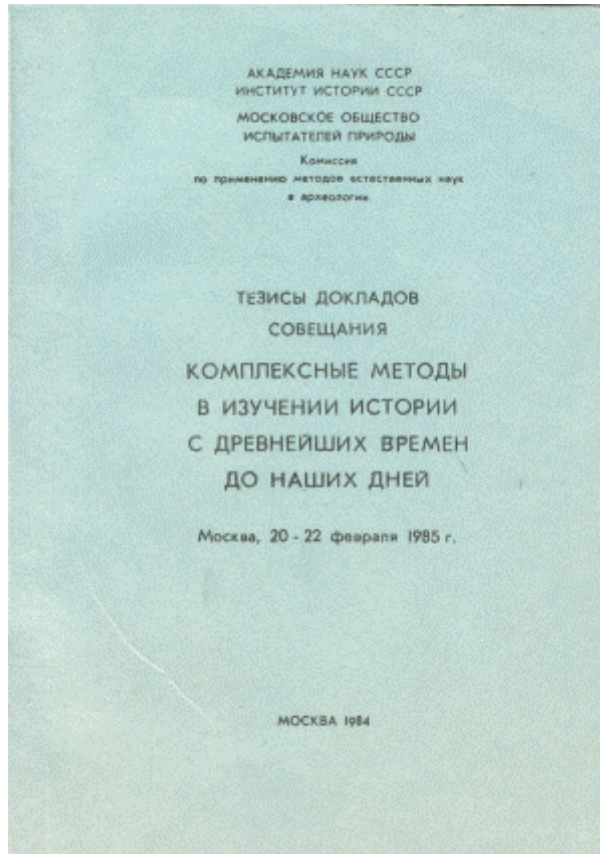 АКАДЕМИЯ НАУК СССР
ИНСТИТУТ ИСТОРИИ СССР
МОСКОВСКОЕ ОБЩЕСТВО
ИСПЫТАТЕЛЕЙ ПРИРОДЫ
Комиссия
по применению методов естественных наук
в археологии
ТЕЗИСЫ ДОКЛАДОВ
СОВЕЩАНИЯ
КОМПЛЕКСНЫЕ МЕТОДЫ
В ИЗУЧЕНИИ ИСТОРИИ
С ДРЕВНЕЙШИХ ВРЕМЕН
ДО НАШИХ ДНЕЙ
Москва, 20 - 22 февраля 1985 г.
МОСКВА 1984